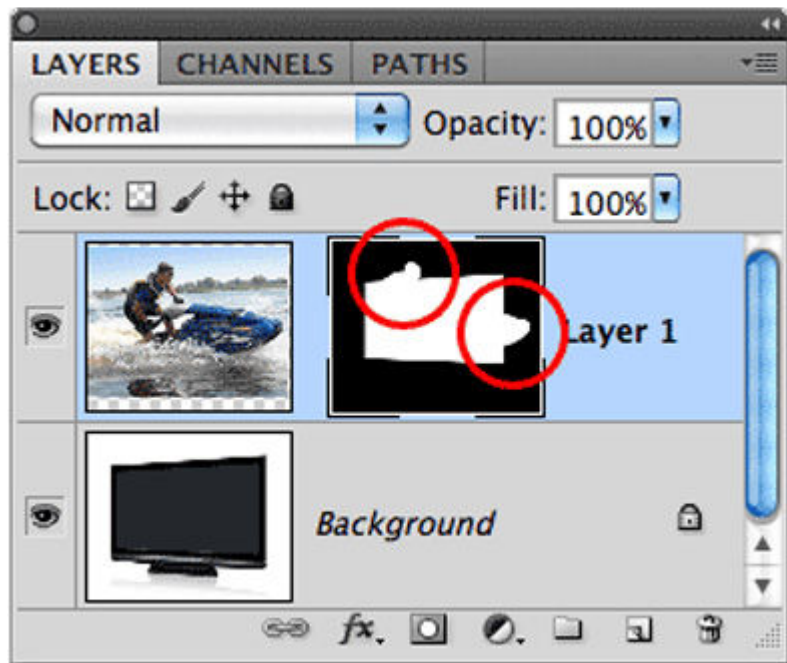 LAYERS CHANNELS PATHS
Normal Opacity: 100%
Lock: Fill: 100%
Layer 1
Background
fx.